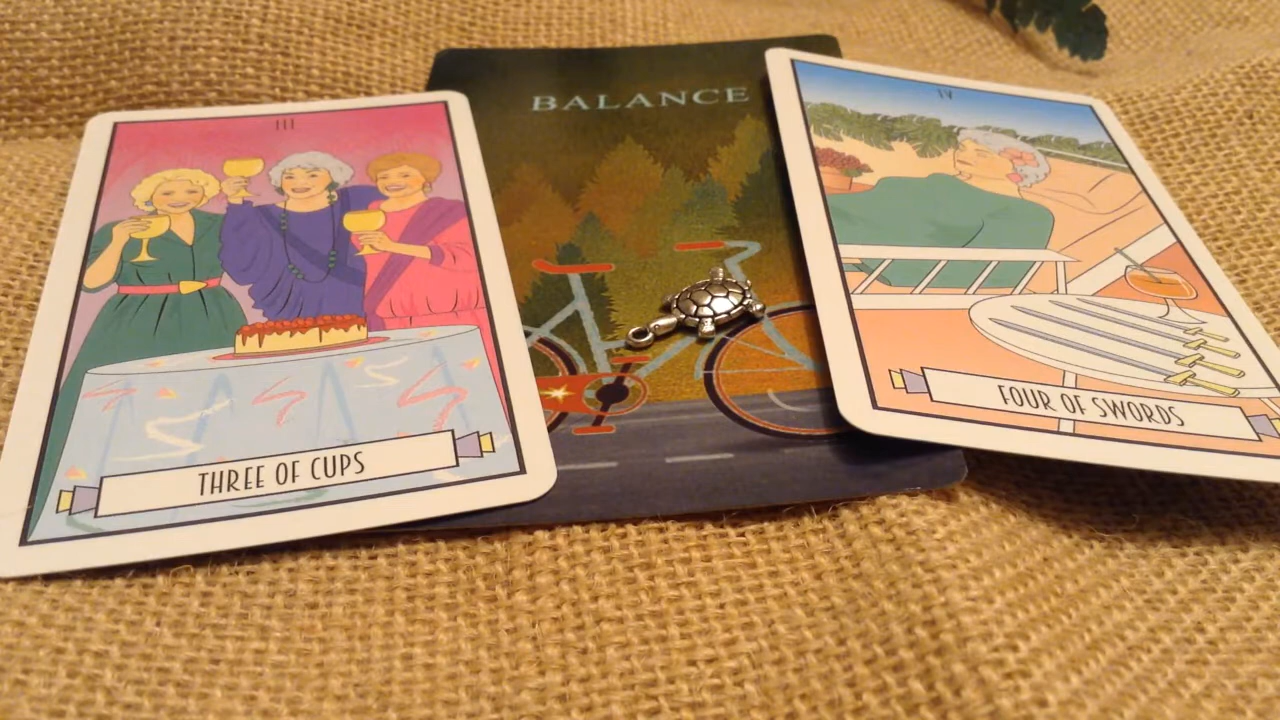 III
THREE OF CUPS
BALANCE
IV
FOUR OF SWORDS